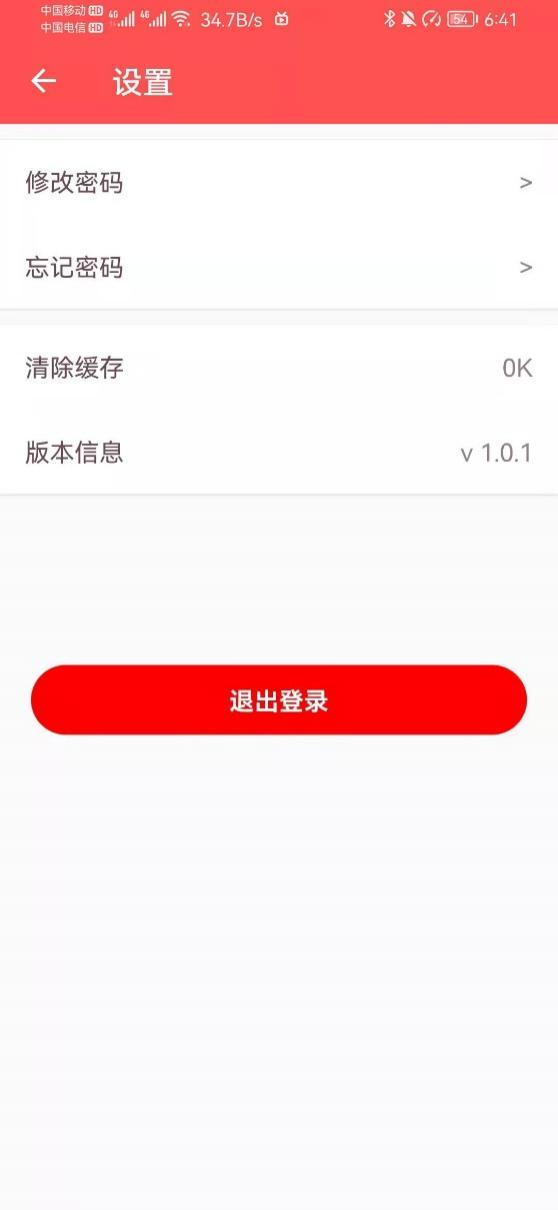 中国移动 HD 4G 4G 34.7B/s 54 6:41
中国电信 HD
设置
修改密码 >
忘记密码 >
清除缓存 0K
版本信息 v 1.0.1
退出登录